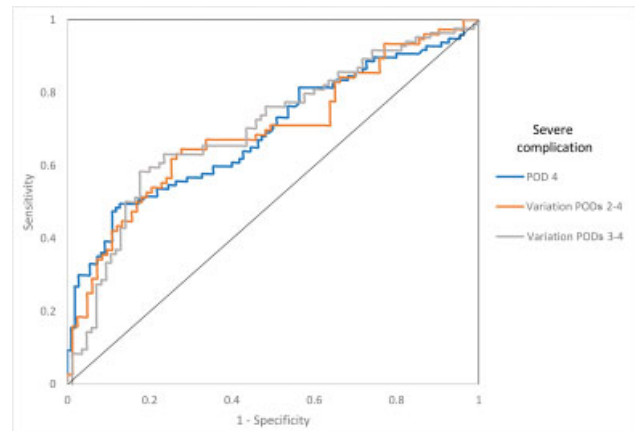 Sensitivity
1
0.8
0.6
0.4
0.2
0
0
0.2
0.4
0.6
0.8
1
1 - Specificity
Severe
complication
POD 4
Variation PODs 2-4
Variation PODs 3-4